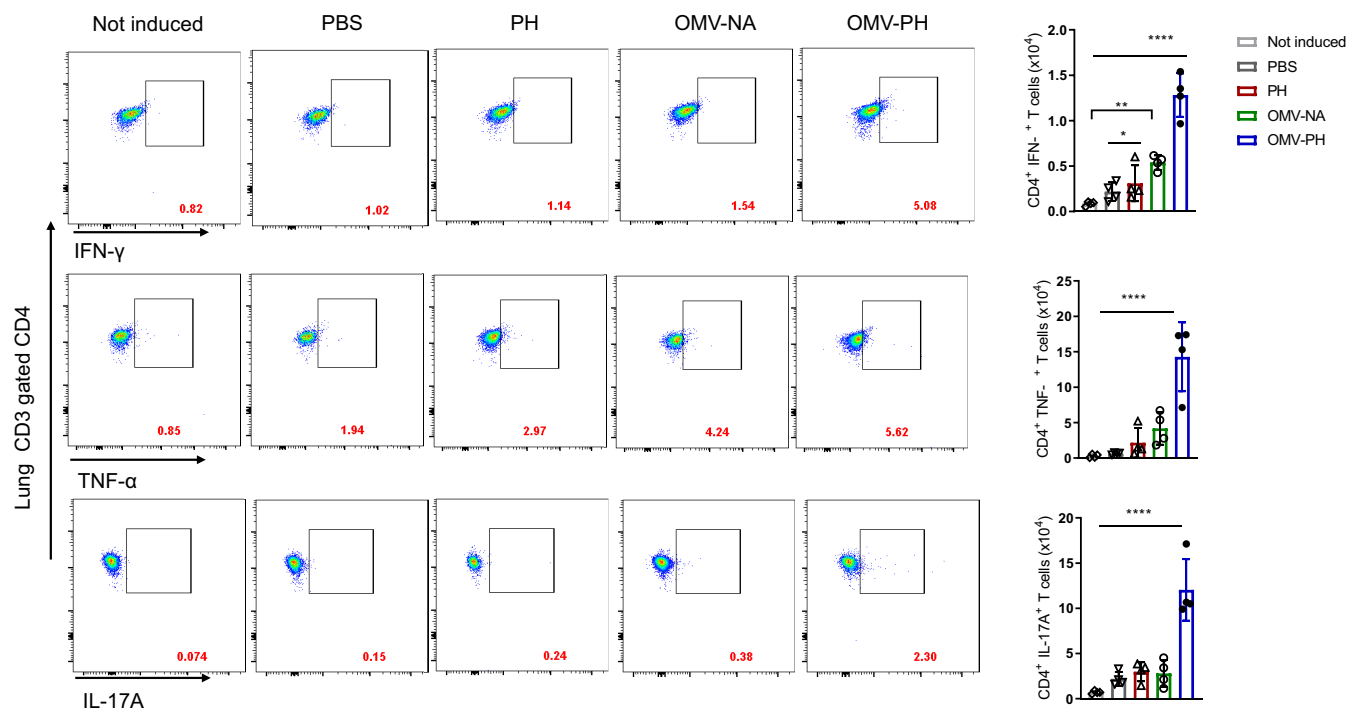 Not induced PBS PH OMV-NA OMV-PH
0.82 1.02 1.14 1.54 5.08
IFN-γ
0.85 1.94 2.97 4.24 5.62
TNF-α
0.074 0.15 0.24 0.38 2.30
IL-17A
Lung CD3 gated CD4
CD4⁺ IFN- ⁺ T cells (x10⁴)
2.0
1.5
1.0
0.5
0.0
****
**
*
Not induced
PBS
PH
OMV-NA
OMV-PH
CD4⁺ TNF- ⁺ T cells (x10⁴)
25
20
15
10
5
0
****
CD4⁺ IL-17A⁺ T cells (x10⁴)
20
15
10
5
0
****